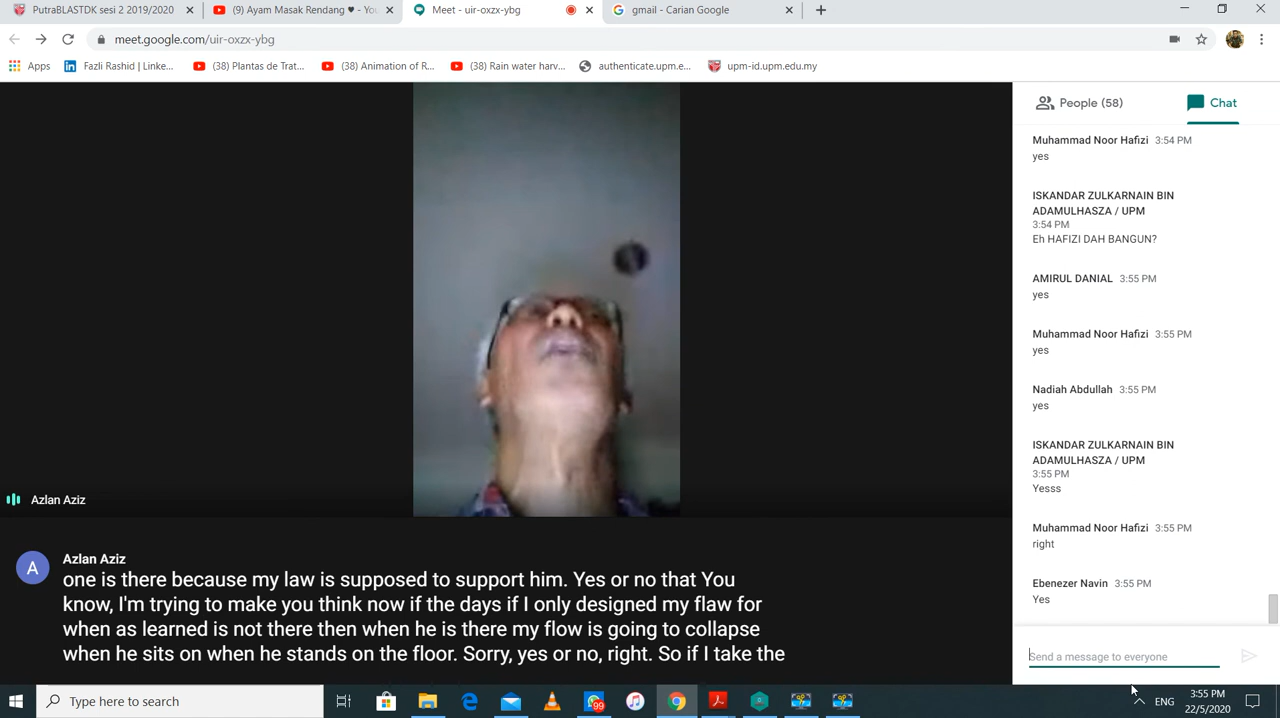 PutraBLASTDK sesi 2 2019/2020
(9) Ayam Masak Rendang ♥ - You
Meet - uir-oxzx-ybg
gmail - Carian Google
meet.google.com/uir-oxzx-ybg
Apps
Fazli Rashid | Linke...
(38) Plantas de Trat...
(38) Animation of R...
(38) Rain water harv...
authenticate.upm.e...
upm-id.upm.edu.my
People (58)
Chat
Muhammad Noor Hafizi 3:54 PM
yes
ISKANDAR ZULKARNAIN BIN
ADAMULHASZA / UPM
3:54 PM
Eh HAFIZI DAH BANGUN?
AMIRUL DANIAL 3:55 PM
yes
Muhammad Noor Hafizi 3:55 PM
yes
Nadiah Abdullah 3:55 PM
yes
ISKANDAR ZULKARNAIN BIN
ADAMULHASZA / UPM
3:55 PM
Yesss
Muhammad Noor Hafizi 3:55 PM
right
Ebenezer Navin 3:55 PM
Yes
Send a message to everyone
Azlan Aziz
A
Azlan Aziz
one is there because my law is supposed to support him. Yes or no that You
know, I'm trying to make you think now if the days if I only designed my flaw for
when as learned is not there then when he is there my flow is going to collapse
when he sits on when he stands on the floor. Sorry, yes or no, right. So if I take the
Type here to search
99
ENG
3:55 PM
22/5/2020